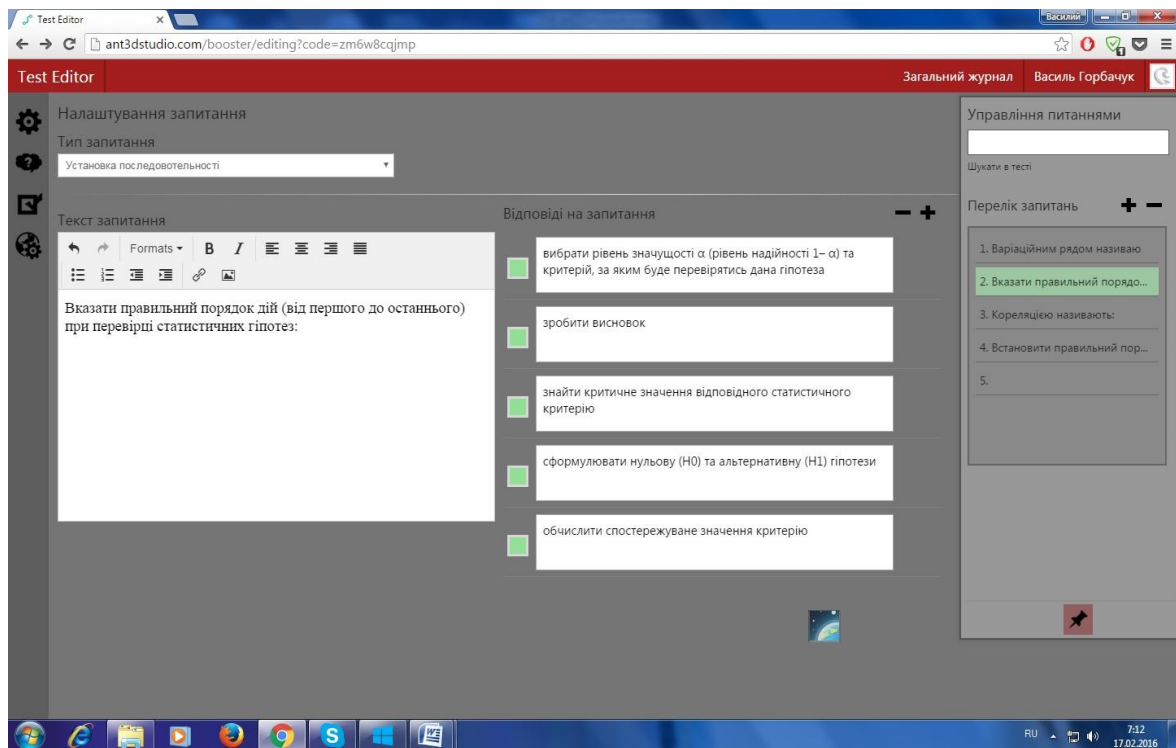 Test Editor
Василий
ant3dstudio.com/booster/editing?code=zm6w8cqjmp
Test Editor
Загальний журнал
Василь Горбачук
Налаштування запитання
Тип запитання
Установка последовотельності
Текст запитання
Formats
B I
Вказати правильний порядок дій (від першого до останнього)
при перевірці статистичних гіпотез:
Відповіді на запитання
вибрати рівень значущості α (рівень надійності 1– α) та
критерій, за яким буде перевірятись дана гіпотеза
зробити висновок
знайти критичне значення відповідного статистичного
критерію
сформулювати нульову (H0) та альтернативну (H1) гіпотези
обчислити спостережуване значення критерію
Управління питаннями
Шукати в тесті
Перелік запитань
1. Варіаційним рядом називаю
2. Вказати правильний порядо...
3. Кореляцією називають:
4. Встановити правильний пор...
5.
RU
7:12
17.02.2016